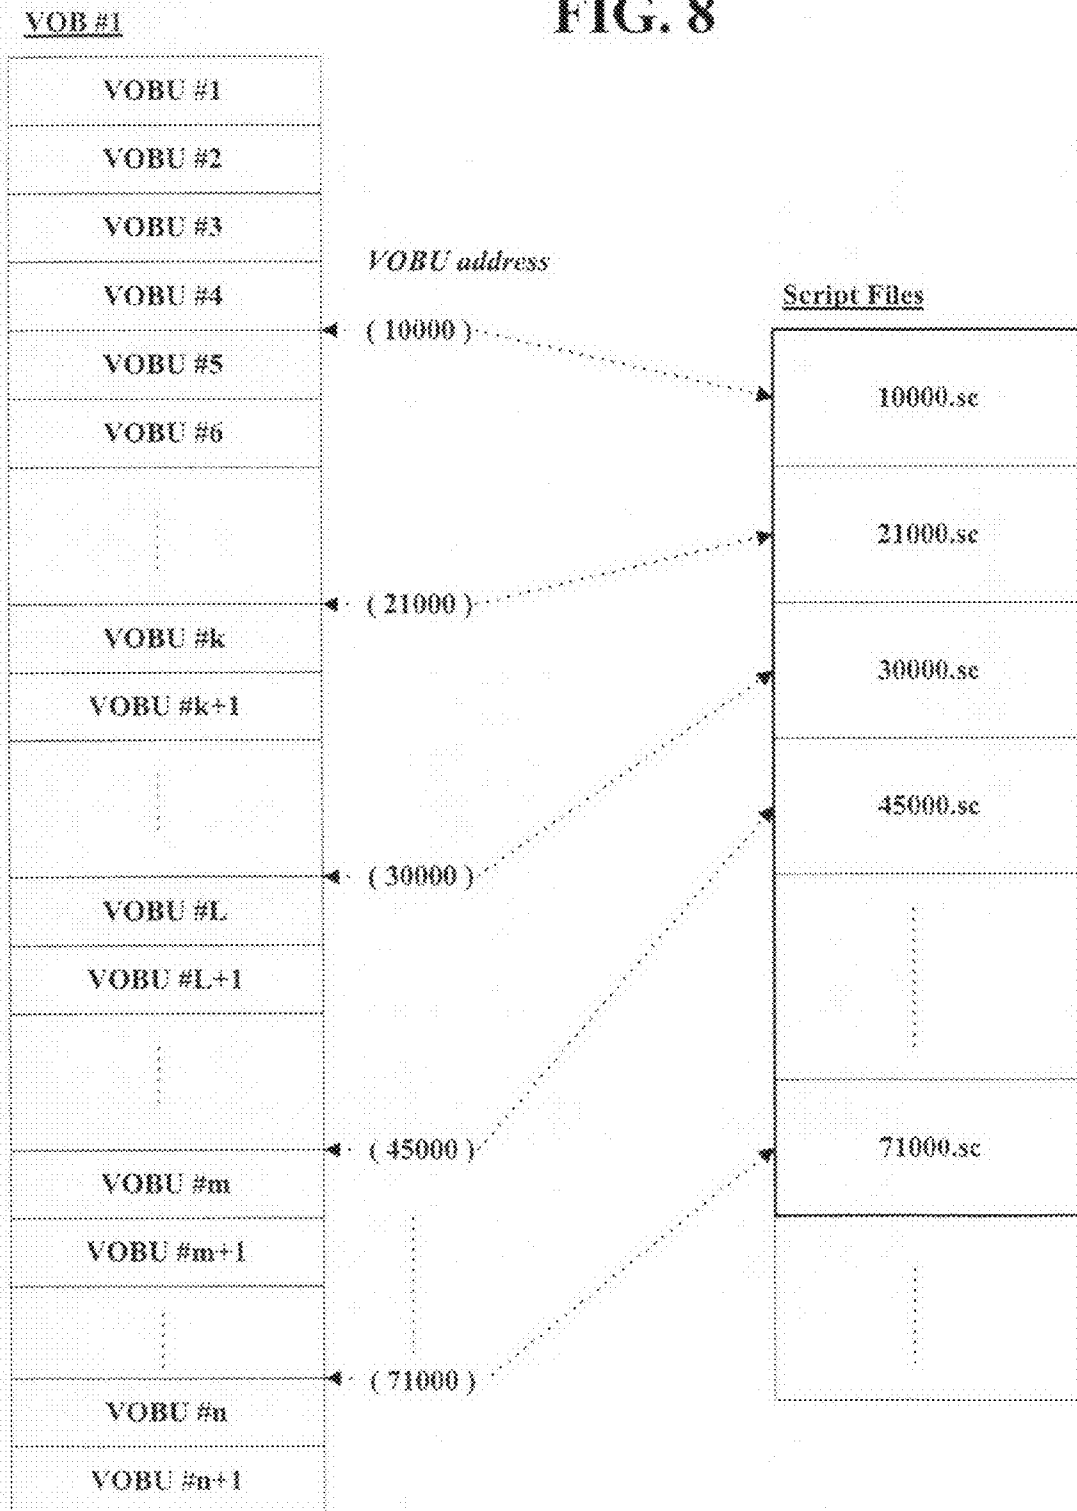 FIG. 8
VOB #1
VOBU #1
VOBU #2
VOBU #3
VOBU #4
VOBU #5
VOBU #6
VOBU #k
VOBU #k+1
VOBU #L
VOBU #L+1
VOBU #m
VOBU #m+1
VOBU #n
VOBU #n+1
VOBU address
( 10000 )
( 21000 )
( 30000 )
( 45000 )
( 71000 )
Script Files
10000.sc
21000.sc
30000.sc
45000.sc
71000.sc